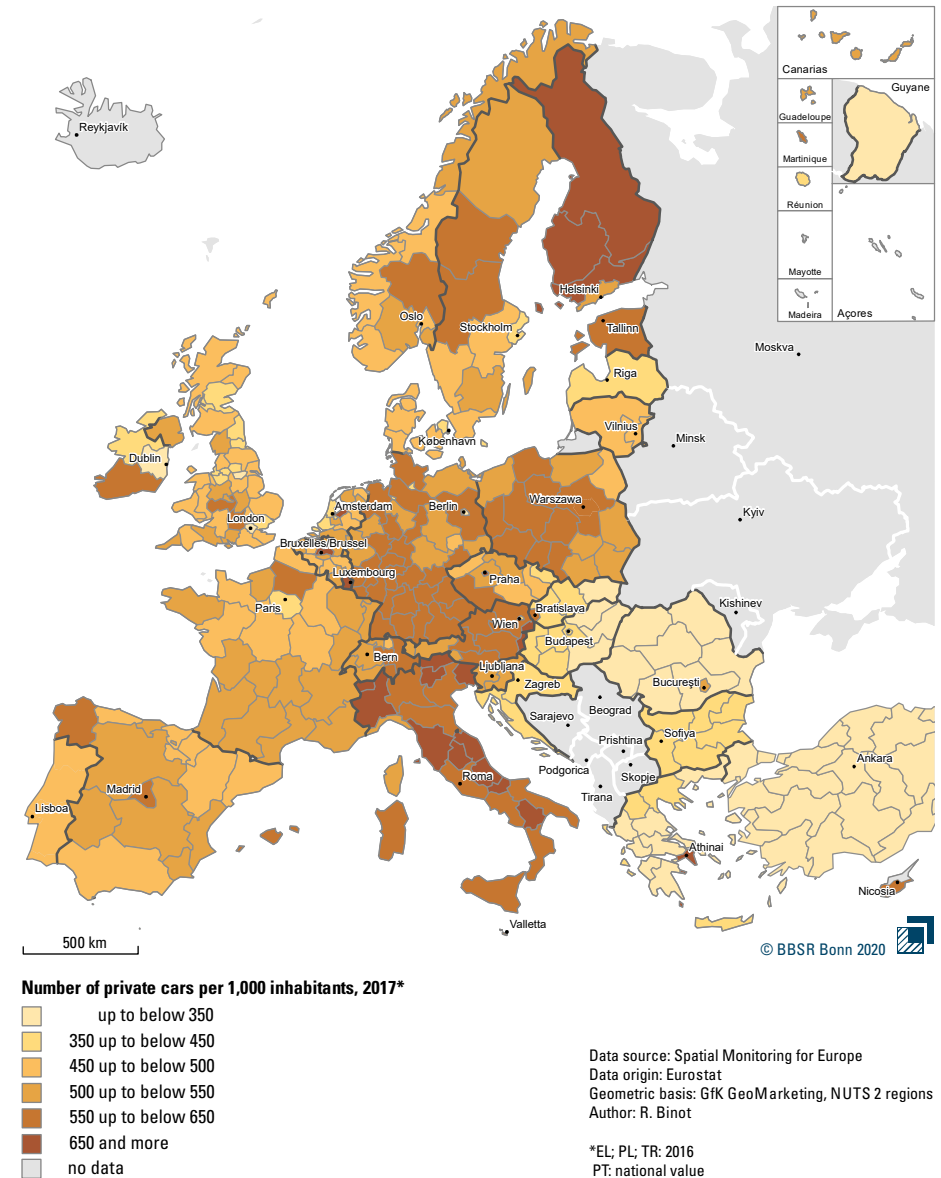 Canarias
Guyane
Guadeloupe
Martinique
Réunion
Mayotte
Madeira
Açores
Reykjavík
Helsinki
Oslo
Stockholm
Tallinn
Moskva
Riga
København
Vilnius
Minsk
Dublin
London
Amsterdam
Berlin
Warszawa
Kyiv
Bruxelles/Brussel
Luxembourg
Praha
Paris
Kishinev
Bratislava
Wien
Budapest
Bern
Ljubljana
Zagreb
Bucureşti
Beograd
Sarajevo
Prishtina
Sofiya
Podgorica
Skopje
Tirana
Ankara
Madrid
Roma
Lisboa
Athinai
Nicosia
Valletta
500 km
© BBSR Bonn 2020
Number of private cars per 1,000 inhabitants, 2017*
up to below 350
350 up to below 450
450 up to below 500
500 up to below 550
550 up to below 650
650 and more
no data
Data source: Spatial Monitoring for Europe
Data origin: Eurostat
Geometric basis: GfK GeoMarketing, NUTS 2 regions
Author: R. Binot
*EL; PL; TR: 2016
PT: national value